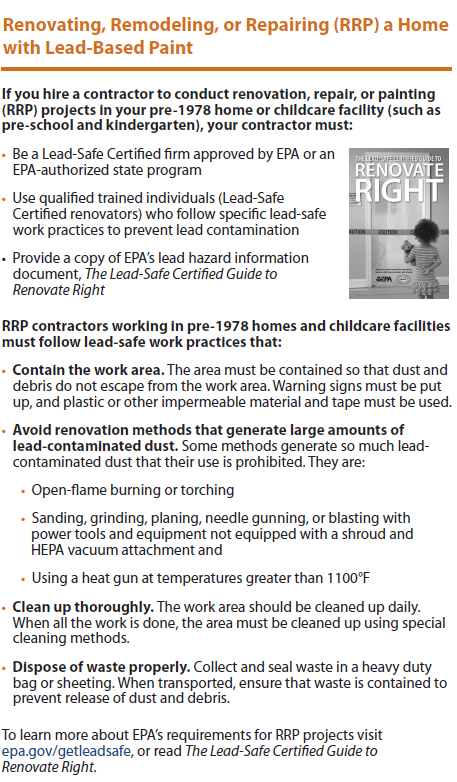 Renovating, Remodeling, or Repairing (RRP) a Home
with Lead-Based Paint
If you hire a contractor to conduct renovation, repair, or painting
(RRP) projects in your pre-1978 home or childcare facility (such as
pre-school and kindergarten), your contractor must:
• Be a Lead-Safe Certified firm approved by EPA or an
EPA-authorized state program
• Use qualified trained individuals (Lead-Safe
Certified renovators) who follow specific lead-safe
work practices to prevent lead contamination
• Provide a copy of EPA's lead hazard information
document, The Lead-Safe Certified Guide to
Renovate Right
THE LEAD-SAFE CERTIFIED GUIDE TO
RENOVATE
RIGHT
CAUTION CAUTION CAUTION
EPA
RRP contractors working in pre-1978 homes and childcare facilities
must follow lead-safe work practices that:
• Contain the work area. The area must be contained so that dust and
debris do not escape from the work area. Warning signs must be put
up, and plastic or other impermeable material and tape must be used.
• Avoid renovation methods that generate large amounts of
lead-contaminated dust. Some methods generate so much lead-
contaminated dust that their use is prohibited. They are:
• Open-flame burning or torching
• Sanding, grinding, planing, needle gunning, or blasting with
power tools and equipment not equipped with a shroud and
HEPA vacuum attachment and
• Using a heat gun at temperatures greater than 1100°F
• Clean up thoroughly. The work area should be cleaned up daily.
When all the work is done, the area must be cleaned up using special
cleaning methods.
• Dispose of waste properly. Collect and seal waste in a heavy duty
bag or sheeting. When transported, ensure that waste is contained to
prevent release of dust and debris.
To learn more about EPA's requirements for RRP projects visit
epa.gov/getleadsafe, or read The Lead-Safe Certified Guide to
Renovate Right.